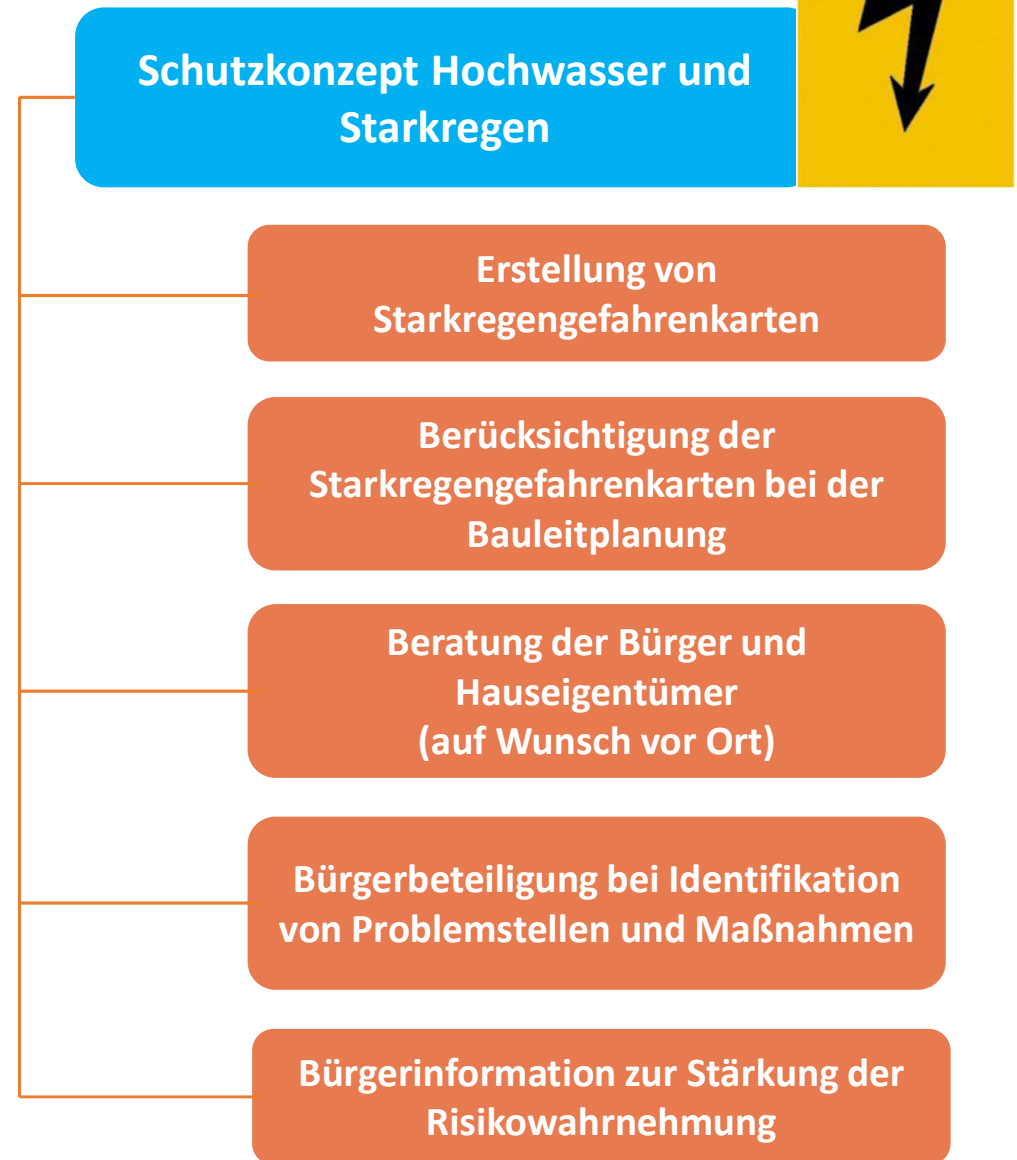 Schutzkonzept Hochwasser und
Starkregen
Erstellung von
Starkregengefahrenkarten
Berücksichtigung der
Starkregengefahrenkarten bei der
Bauleitplanung
Beratung der Bürger und
Hauseigentümer
(auf Wunsch vor Ort)
Bürgerbeteiligung bei Identifikation
von Problemstellen und Maßnahmen
Bürgerinformation zur Stärkung der
Risikowahrnehmung